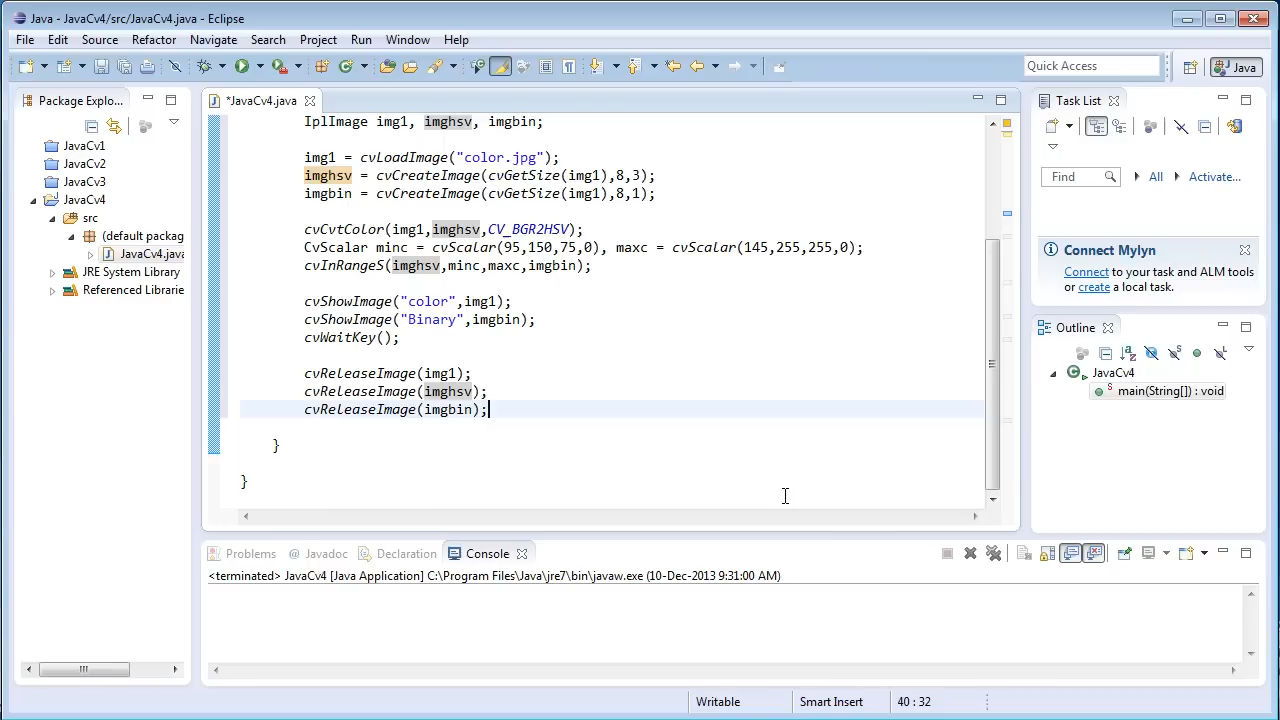 Java - JavaCv4/src/JavaCv4.java - Eclipse
File Edit Source Refactor Navigate Search Project Run Window Help
Quick Access
Java
Package Explo...
JavaCv1
JavaCv2
JavaCv3
JavaCv4
src
(default packag
JavaCv4.java
JRE System Library
Referenced Librarie
*JavaCv4.java
IplImage img1, imghsv, imgbin;
img1 = cvLoadImage("color.jpg");
imghsv = cvCreateImage(cvGetSize(img1),8,3);
imgbin = cvCreateImage(cvGetSize(img1),8,1);
cvCvtColor(img1,imghsv,CV_BGR2HSV);
CvScalar minc = cvScalar(95,150,75,0), maxc = cvScalar(145,255,255,0);
cvInRangeS(imghsv,minc,maxc,imgbin);
cvShowImage("color",img1);
cvShowImage("Binary",imgbin);
cvWaitKey();
cvReleaseImage(img1);
cvReleaseImage(imghsv);
cvReleaseImage(imgbin);
}
}
Task List
Find All Activate...
Connect Mylyn
Connect to your task and ALM tools
or create a local task.
Outline
JavaCv4
main(String[]) : void
Problems @ Javadoc Declaration Console
<terminated> JavaCv4 [Java Application] C:\Program Files\Java\jre7\bin\javaw.exe (10-Dec-2013 9:31:00 AM)
Writable Smart Insert 40 : 32